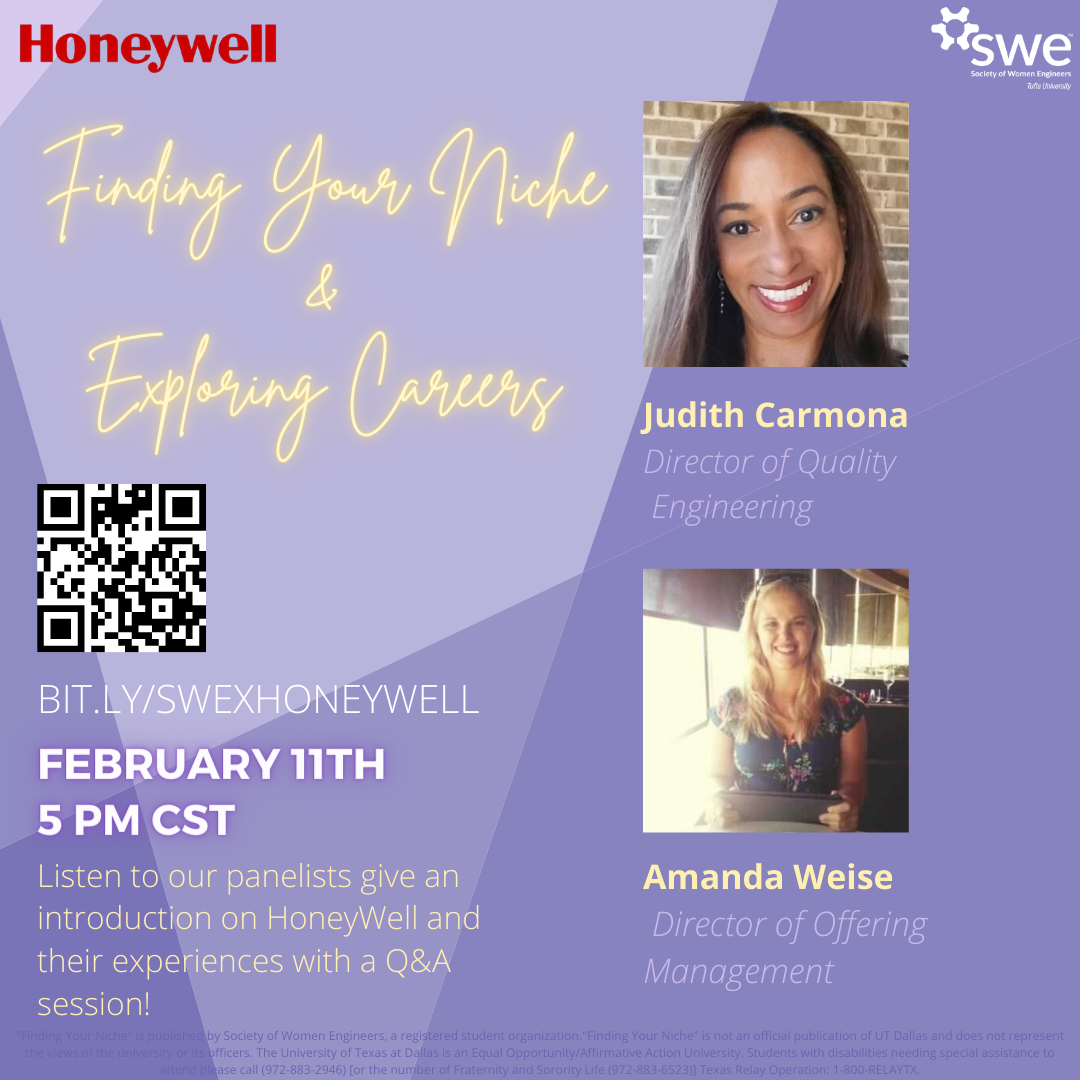 Honeywell
swe
Society of Women Engineers
Tufts University
Finding Your Niche
&
Exploring Careers
Judith Carmona
Director of Quality
Engineering
BIT.LY/SWEXHONEYWELL
FEBRUARY 11TH
5 PM CST
Listen to our panelists give an
introduction on HoneyWell and
their experiences with a Q&A
session!
Amanda Weise
Director of Offering
Management
"Finding Your Niche" is published by Society of Women Engineers, a registered student organization."Finding Your Niche" is not an official publication of UT Dallas and does not represent
the views of the university or its officers. The University of Texas at Dallas is an Equal Opportunity/Affirmative Action University. Students with disabilities needing special assistance to
attend please call (972-883-2946) [or the number of Fraternity and Sorority Life (972-883-6523)] Texas Relay Operation: 1-800-RELAYTX.